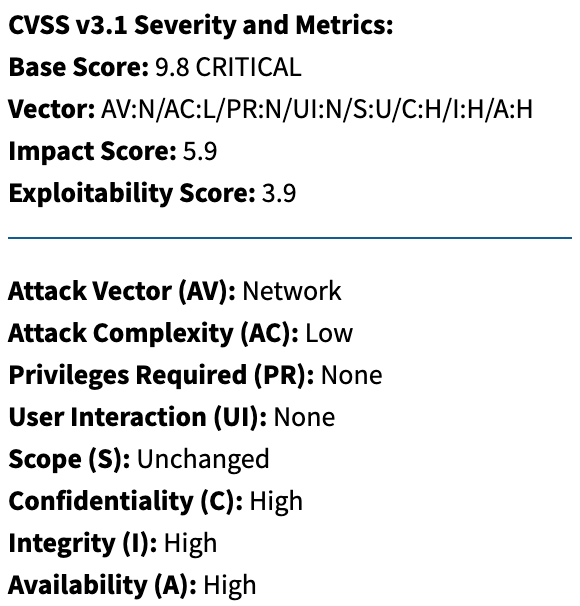 CVSS v3.1 Severity and Metrics:
Base Score: 9.8 CRITICAL
Vector: AV:N/AC:L/PR:N/UI:N/S:U/C:H/I:H/A:H
Impact Score: 5.9
Exploitability Score: 3.9
Attack Vector (AV): Network
Attack Complexity (AC): Low
Privileges Required (PR): None
User Interaction (UI): None
Scope (S): Unchanged
Confidentiality (C): High
Integrity (I): High
Availability (A): High